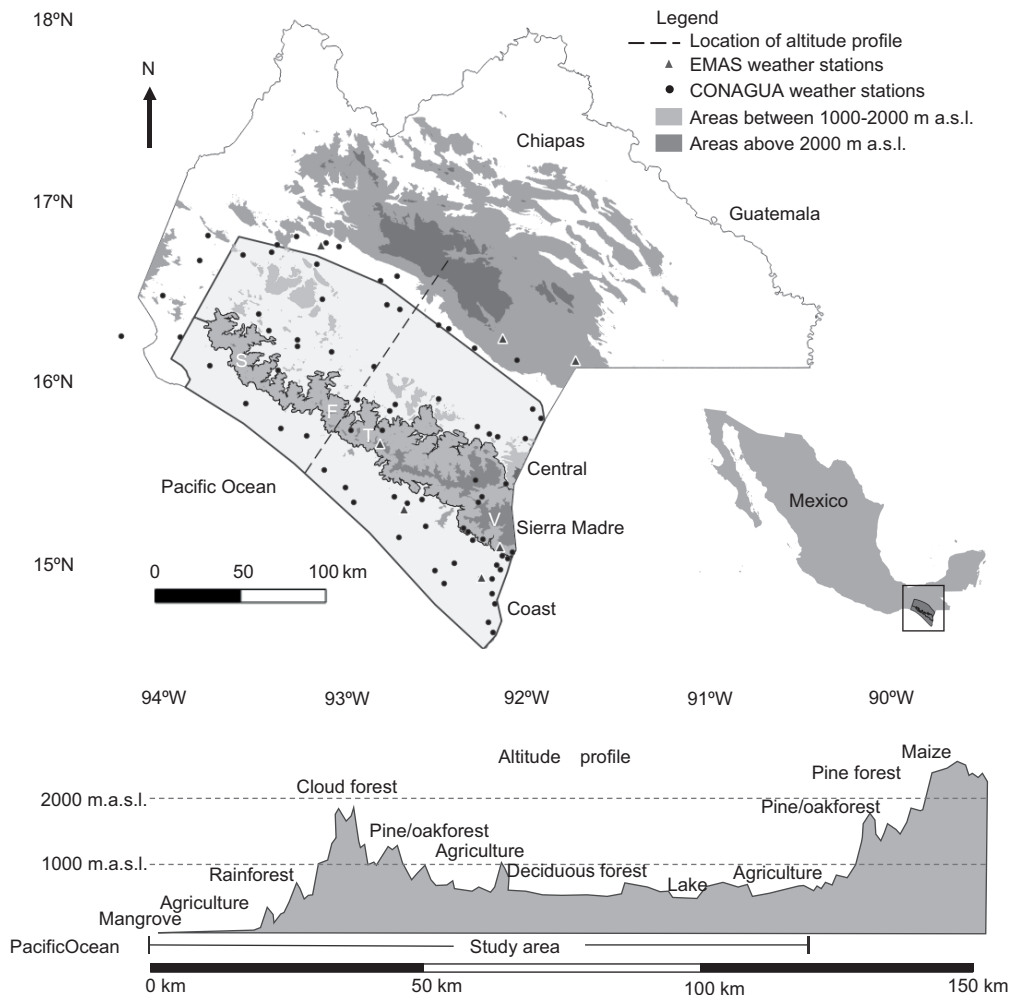 18ºN
Legend
Location of altitude profile
N
EMAS weather stations
CONAGUA weather stations
Areas between 1000-2000 m a.s.l.
Chiapas
Areas above 2000 m a.s.l.
17ºN
Guatemala
S
16ºN
F
T
Central
Pacific Ocean
Mexico
V
Sierra Madre
15ºN
0 50 100 km
Coast
94ºW 93ºW 92ºW 91ºW 90ºW
Altitude profile
Maize
Cloud forest
Pine forest
2000 m.a.s.l.
Pine/oakforest
Pine/oakforest
Agriculture
1000 m.a.s.l.
Rainforest
Deciduous forest
Agriculture
Lake
Agriculture
Mangrove
PacificOcean
Study area
0 km 50 km 100 km 150 km